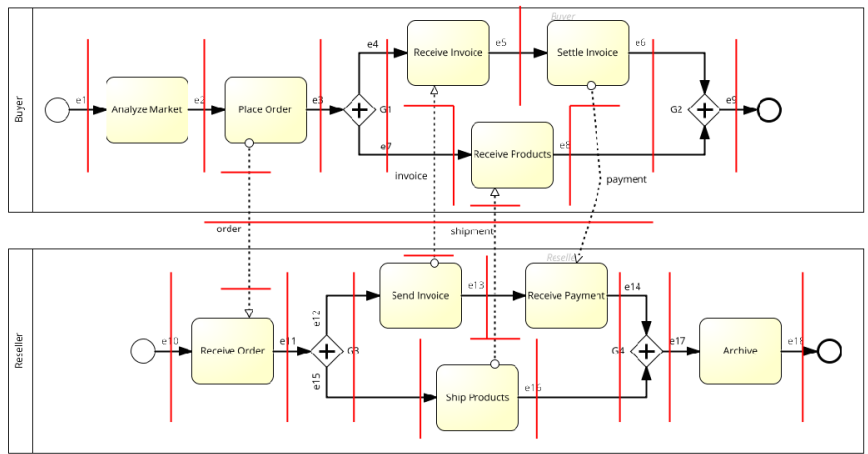 Buyer
Buyer
e4
Receive Invoice
e5
Settle Invoice
e6
e1
Analyze Market
e2
Place Order
e3
G1
G2
e9
e7
Receive Products
e8
invoice
payment
order
shipment
Reseller
Reseller
e13
Send Invoice
Receive Payment
e14
e12
e10
Receive Order
e11
G3
G4
e17
Archive
e18
e15
Ship Products
e16